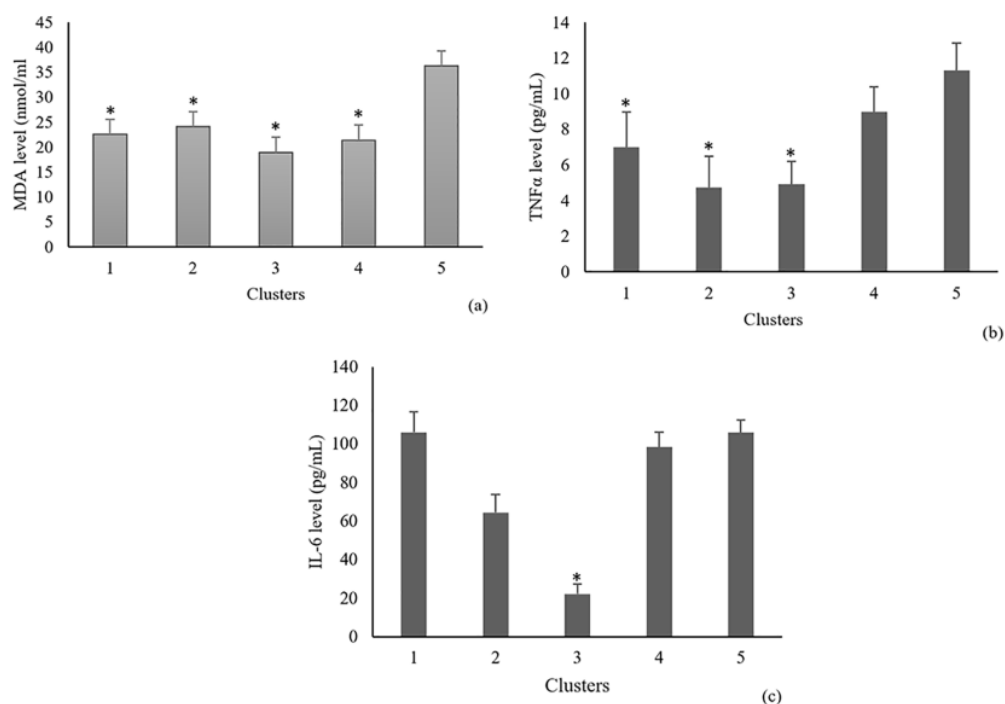 MDA level (nmol/ml)
45
40
35
30
25
20
15
10
5
0
* * * *
1 2 3 4 5
Clusters
(a)
TNFα level (pg/mL)
14
12
10
8
6
4
2
0
* * *
1 2 3 4 5
Clusters
(b)
IL-6 level (pg/mL)
140
120
100
80
60
40
20
0
*
1 2 3 4 5
Clusters
(c)